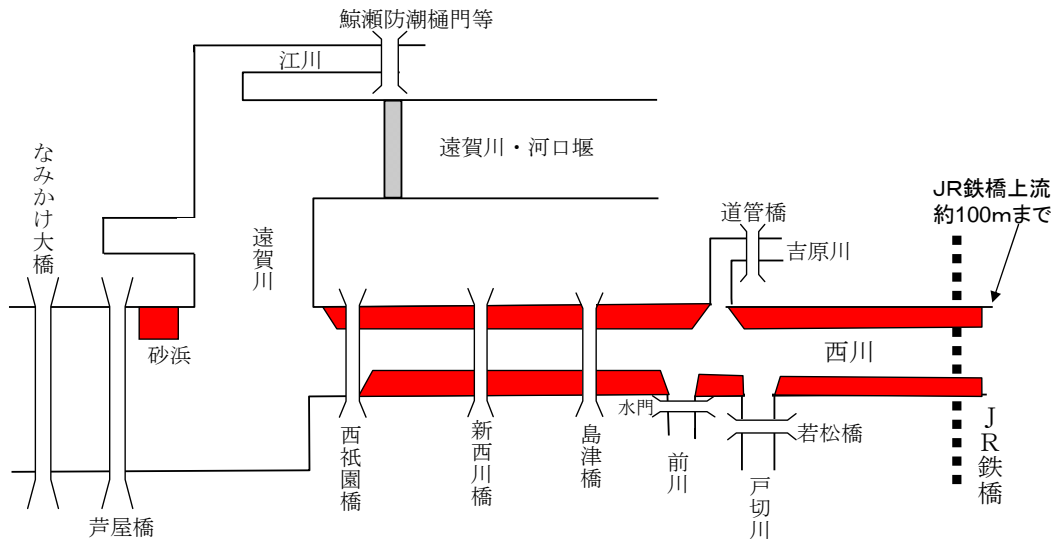 鯨瀬防潮樋門等
江川
遠賀川・河口堰
なみかけ大橋
遠賀川
道管橋
吉原川
JR鉄橋上流
約100mまで
砂浜
西川
水門
若松橋
芦屋橋
西祇園橋
新西川橋
島津橋
前川
戸切川
JR鉄橋